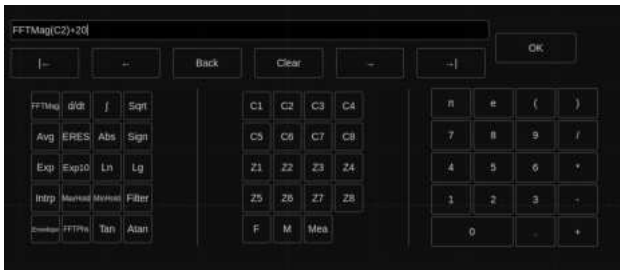 FFTMag(C2)+20
OK
|← ← Back Clear → →|
FFTMag d/dt ∫ Sqrt C1 C2 C3 C4 π e ( )
Avg ERES Abs Sign C5 C6 C7 C8 7 8 9 /
Exp Exp10 Ln Lg Z1 Z2 Z3 Z4 4 5 6 *
Intrp MaxHold MinHold Filter Z5 Z6 Z7 Z8 1 2 3 -
Envelope FFTPha Tan Atan F M Mea 0 . +